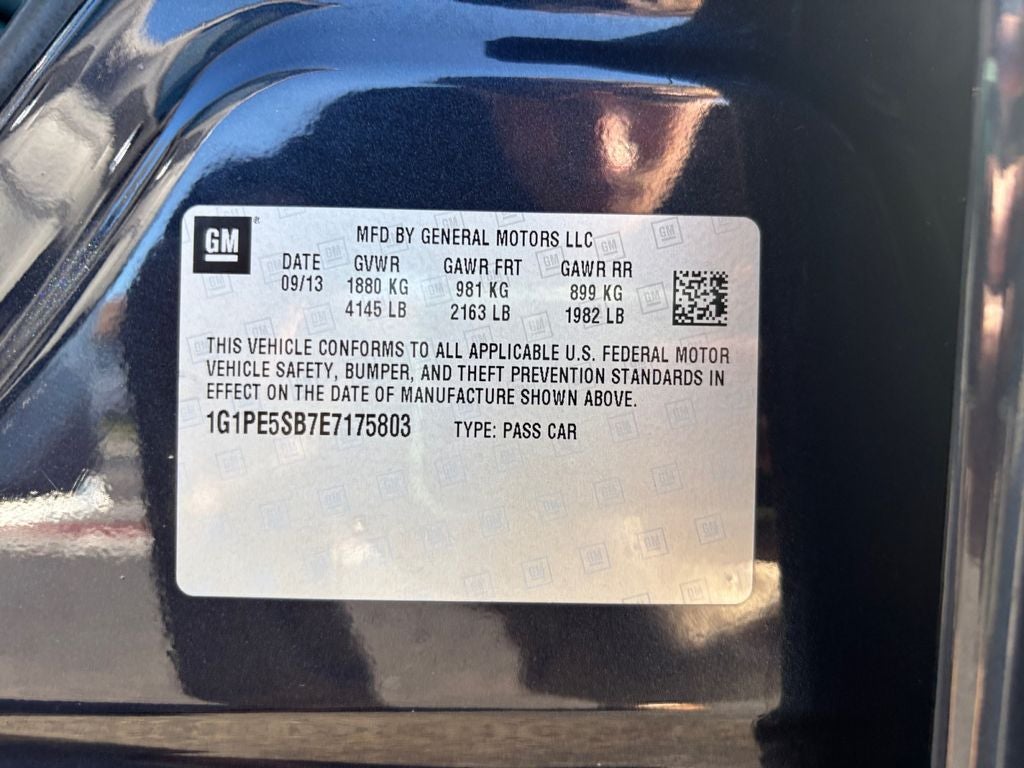 GM
MFD BY GENERAL MOTORS LLC
DATE GVWR GAWR FRT GAWR RR
09/13 1880 KG 981 KG 899 KG
4145 LB 2163 LB 1982 LB
THIS VEHICLE CONFORMS TO ALL APPLICABLE U.S. FEDERAL MOTOR
VEHICLE SAFETY, BUMPER, AND THEFT PREVENTION STANDARDS IN
EFFECT ON THE DATE OF MANUFACTURE SHOWN ABOVE.
1G1PE5SB7E7175803 TYPE: PASS CAR